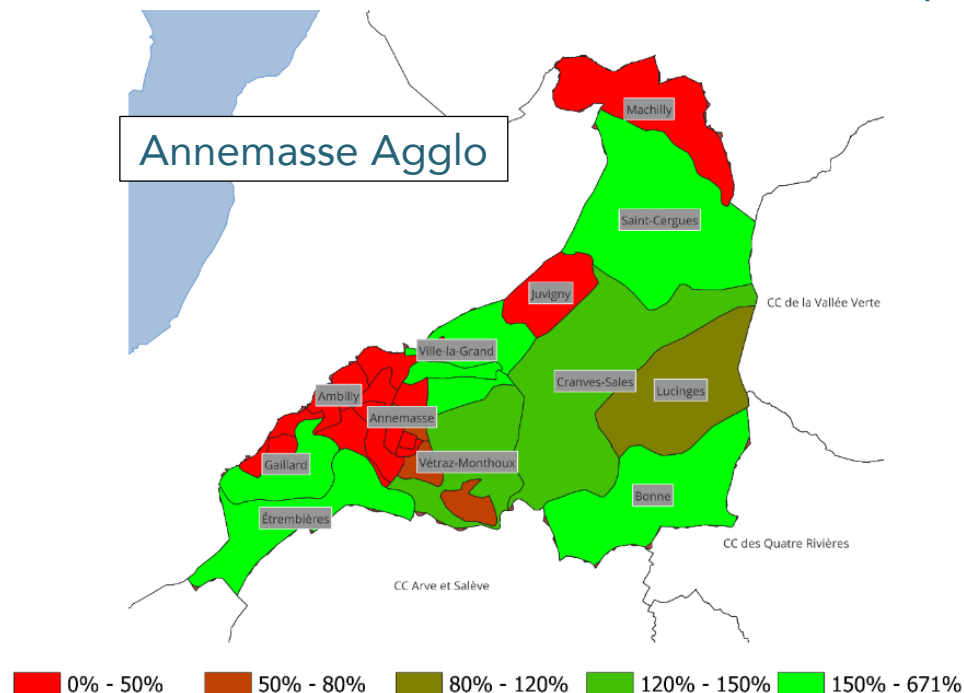 Machilly
Annemasse Agglo
Saint-Cergues
Juvigny
CC de la Vallée Verte
Ville-la-Grand
Cranves-Sales
Lucinges
Ambilly
Annemasse
Gaillard
Vétraz-Monthoux
Bonne
Étrembières
CC des Quatre Rivières
CC Arve et Salève
0% - 50% 50% - 80% 80% - 120% 120% - 150% 150% - 671%